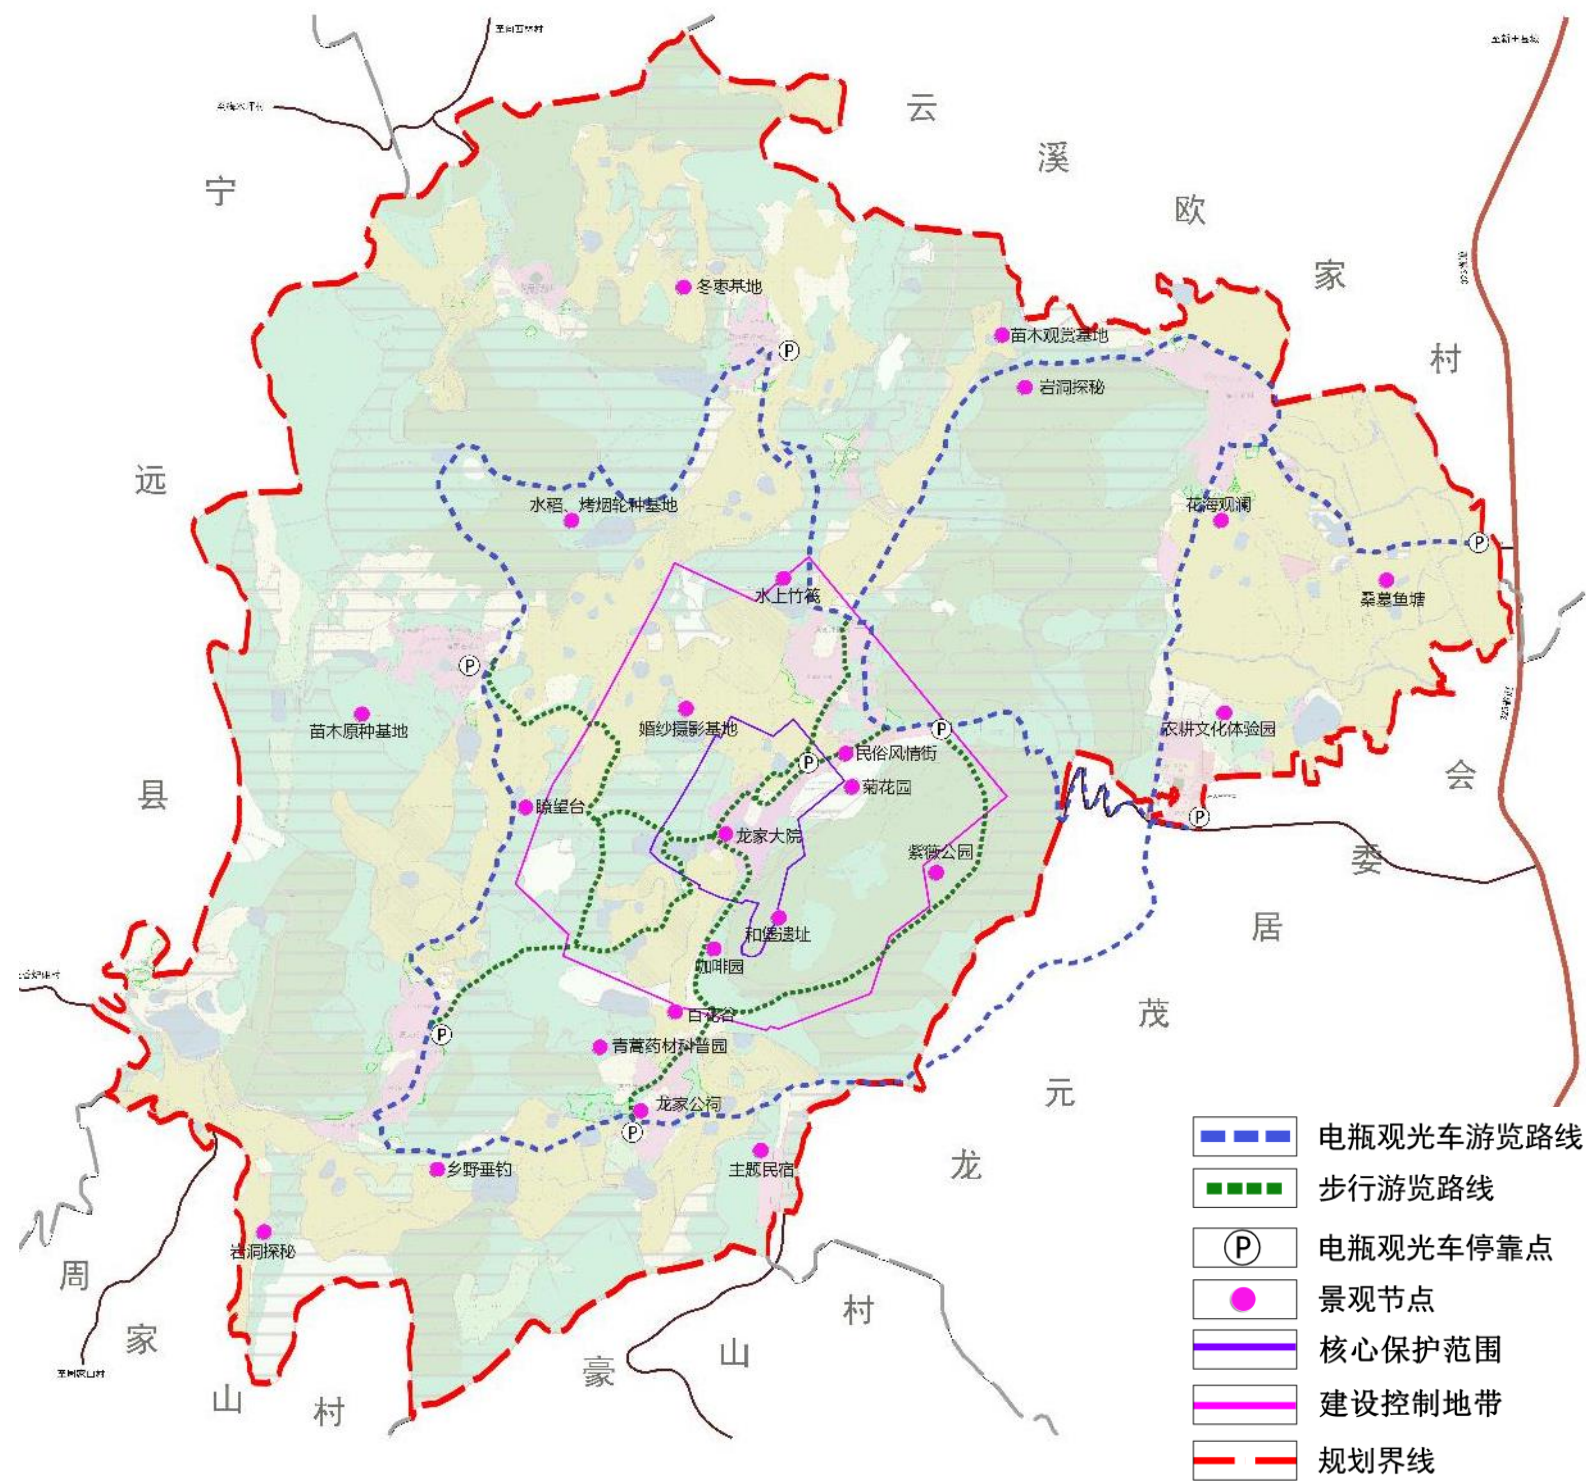 至新田县城
云
溪
宁
欧
家
冬枣基地
P
苗木观赏基地
村
岩洞探秘
远
水稻、烤烟轮种基地
花海观澜
P
水上竹筏
桑基鱼塘
P
苗木原种基地
婚纱摄影基地
农耕文化体验园
P
民俗风情街
P
会
县
瞭望台
菊花园
P
龙家大院
紫薇公园
委
和堡遗址
居
咖啡园
百花谷
茂
P
青蒿药材科普园
元
龙家公祠
P
电瓶观光车游览路线
乡野垂钓
主题民宿
龙
步行游览路线
岩洞探秘
P 电瓶观光车停靠点
周
景观节点
村
家
山
核心保护范围
豪
山
村
建设控制地带
规划界线